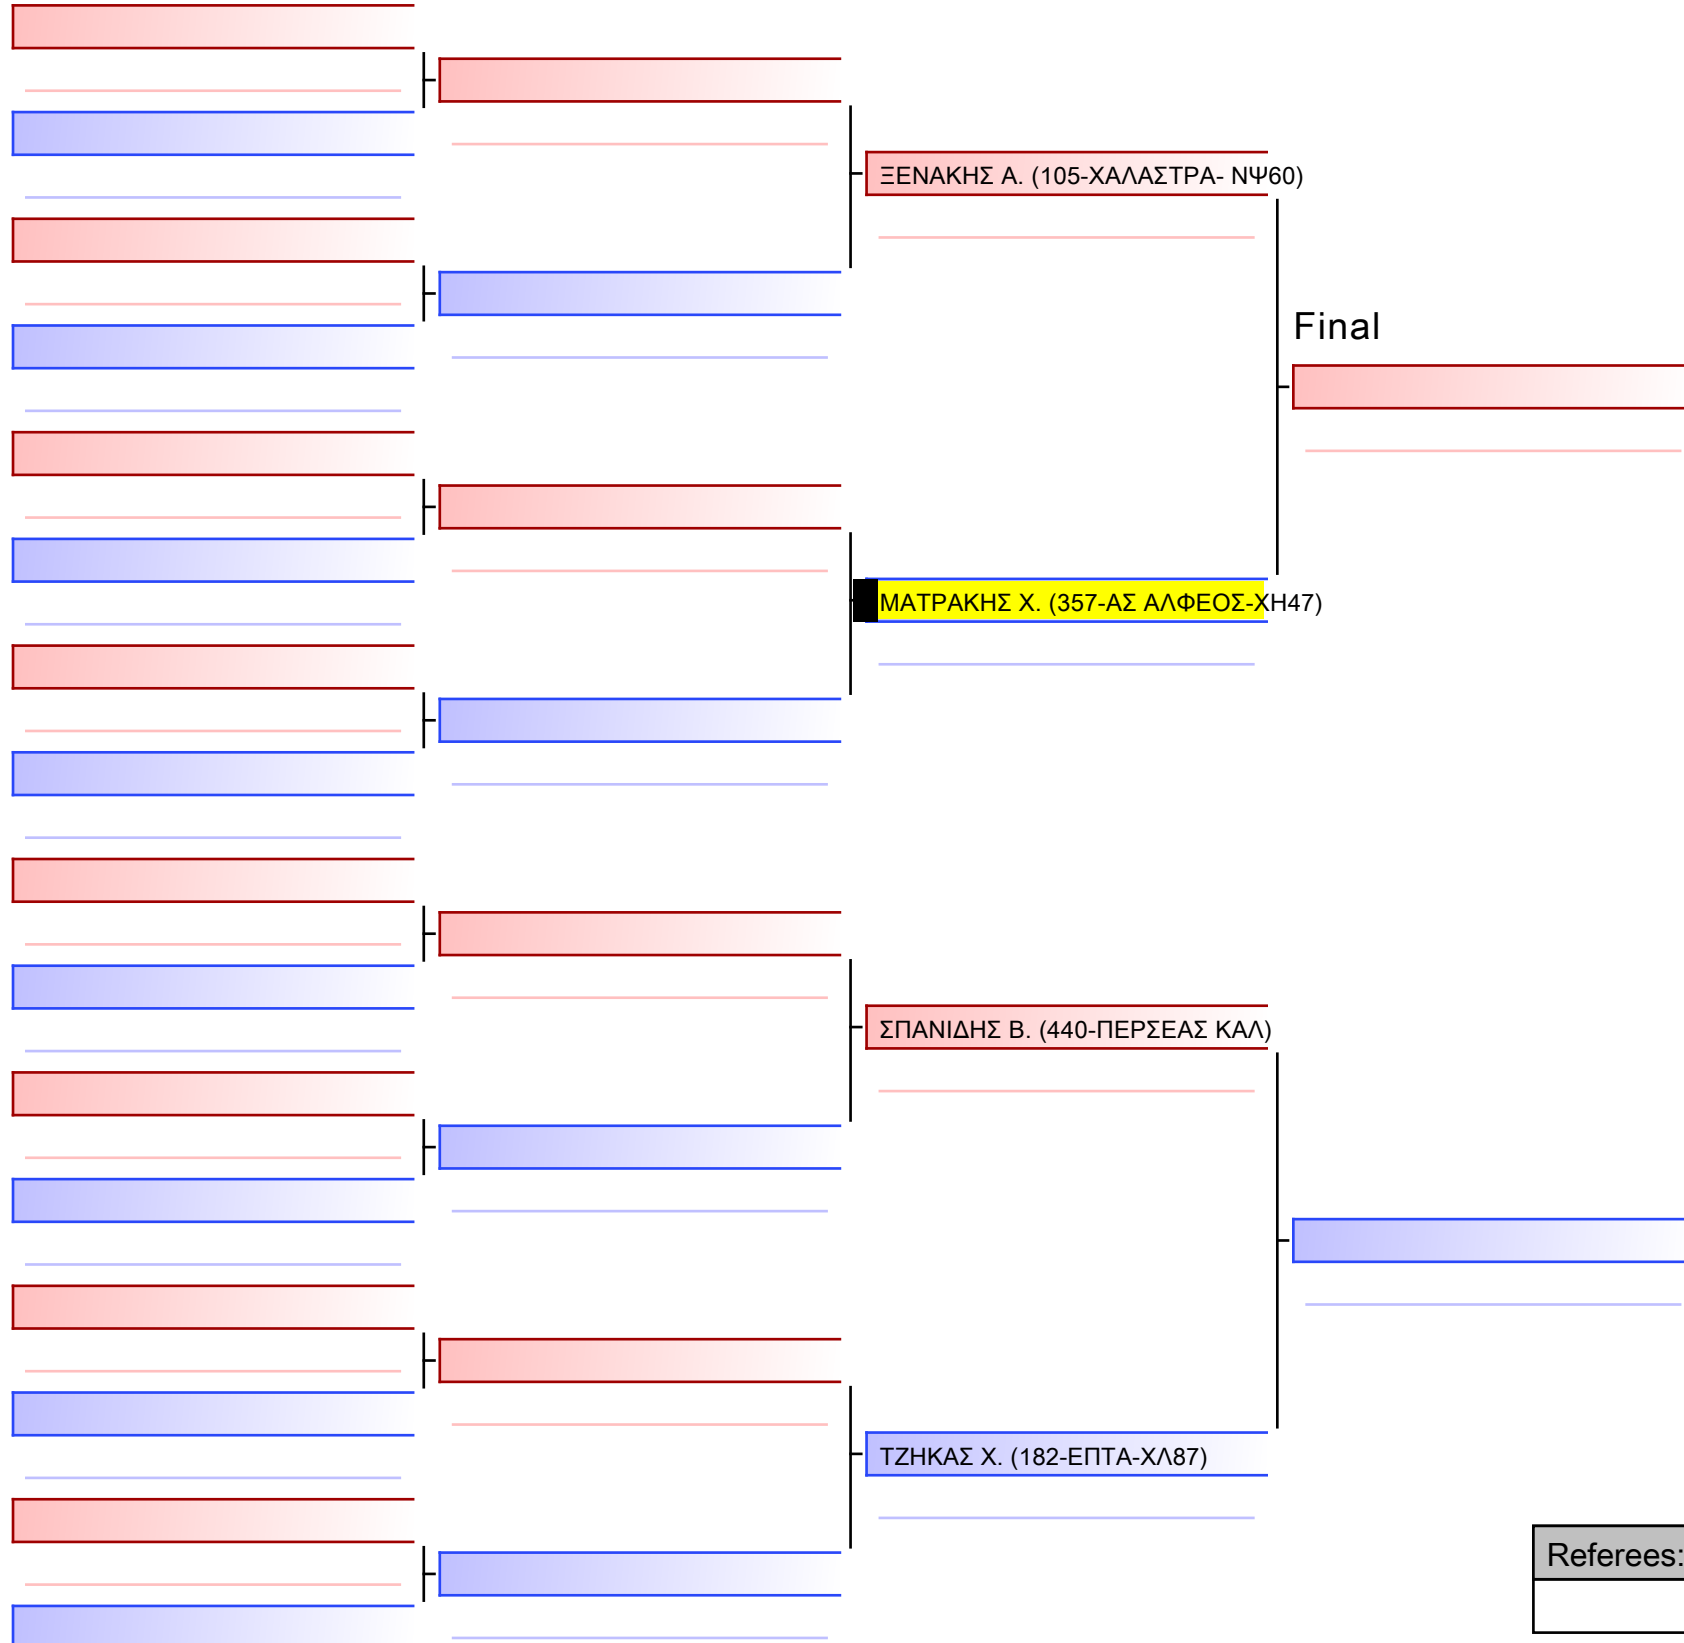 ΞΕΝΑΚΗΣ Α. (105-ΧΑΛΑΣΤΡΑ- ΝΨ60)
Final
ΜΑΤΡΑΚΗΣ Χ. (357-ΑΣ ΑΛΦΕΟΣ-ΧΗ47)
ΣΠΑΝΙΔΗΣ Β. (440-ΠΕΡΣΕΑΣ ΚΑΛ)
ΤΖΗΚΑΣ Χ. (182-ΕΠΤΑ-ΧΛ87)
Referees: